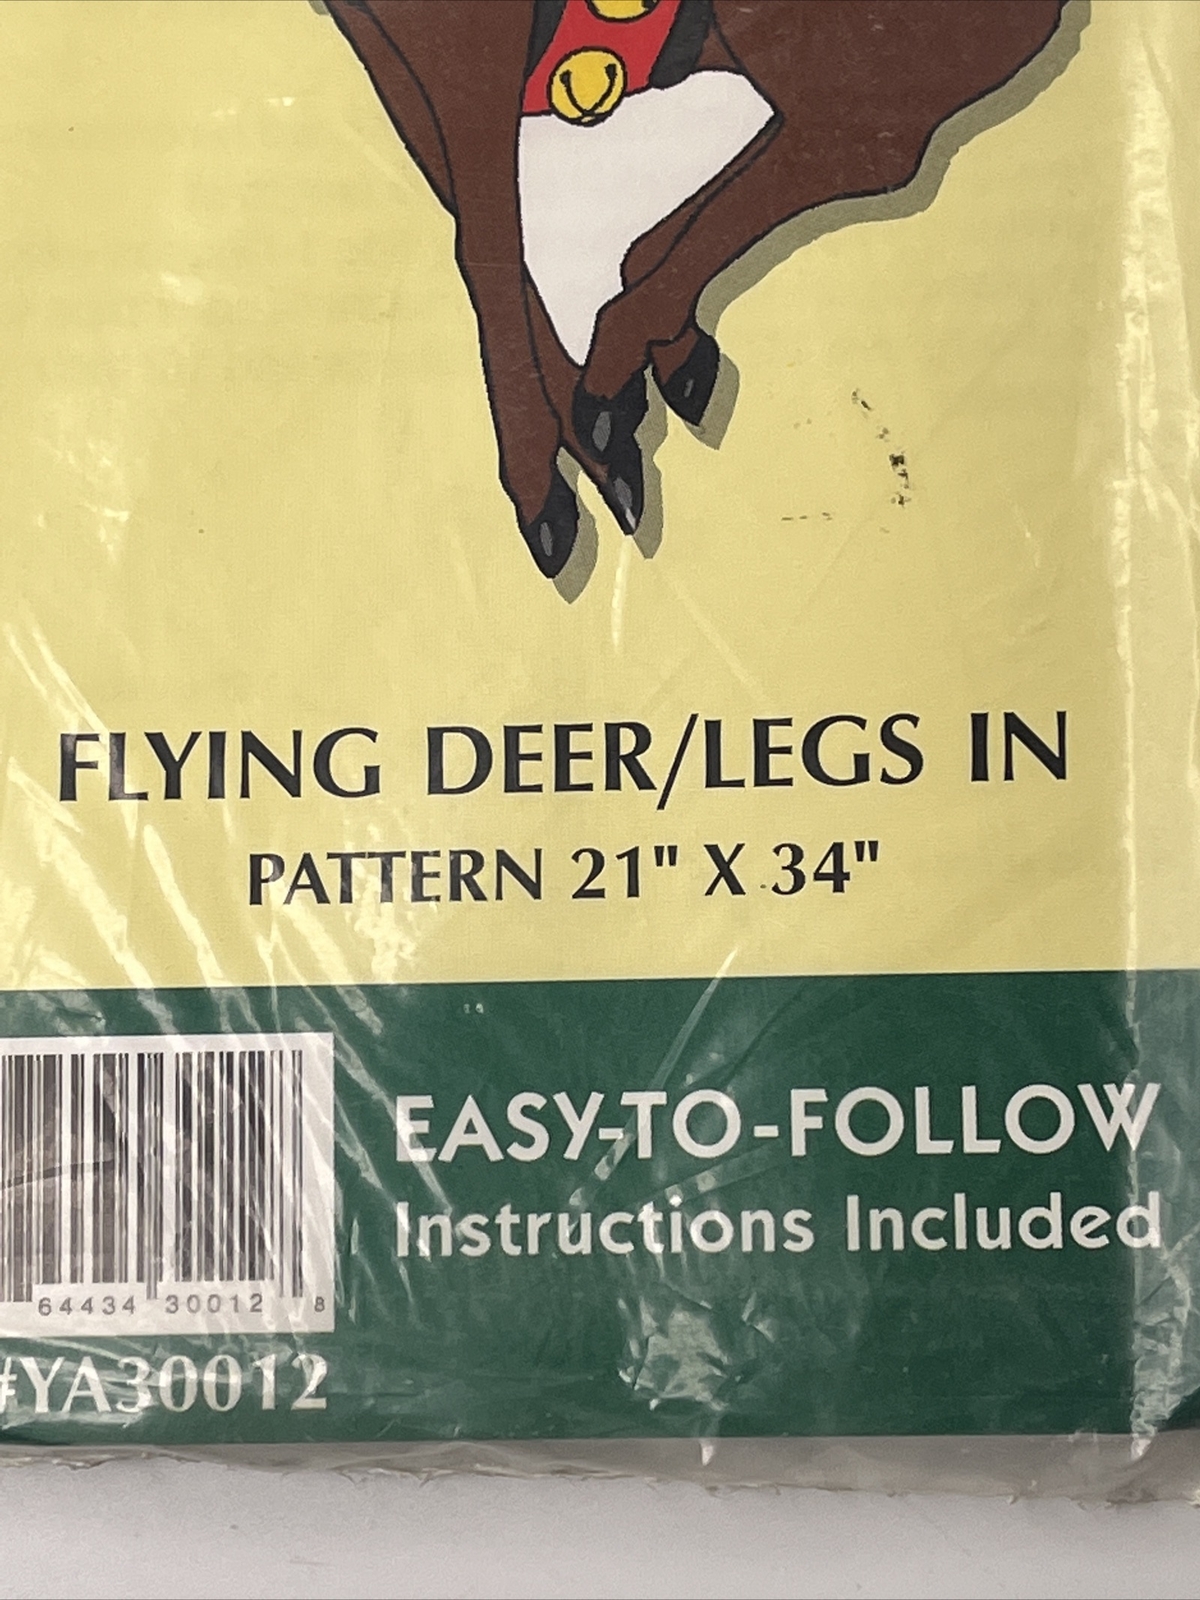 FLYING DEER/LEGS IN
PATTERN 21" X 34"
EASY-TO-FOLLOW
Instructions Included
64434 30012 8
#YA30012